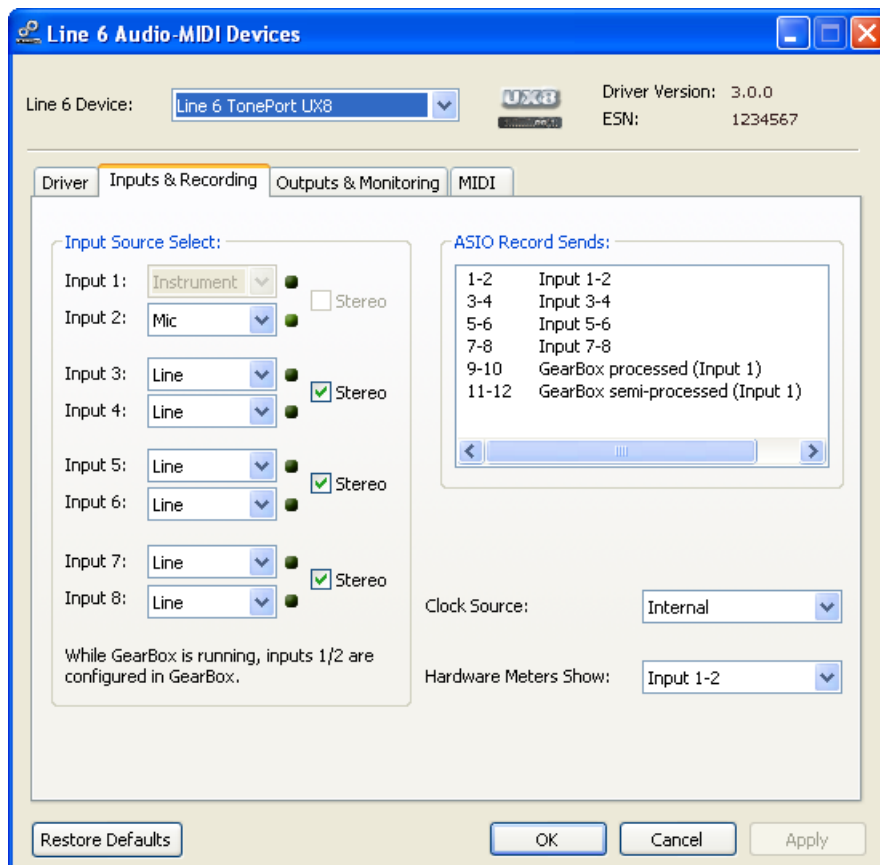 Line 6 Audio-MIDI Devices
Line 6 Device: Line 6 TonePort UX8
UX8
Driver Version: 3.0.0
ESN: 1234567
Driver Inputs & Recording Outputs & Monitoring MIDI
Input Source Select:
Input 1: Instrument
Stereo
Input 2: Mic
Input 3: Line
Stereo
Input 4: Line
Input 5: Line
Stereo
Input 6: Line
Input 7: Line
Stereo
Input 8: Line
While GearBox is running, inputs 1/2 are
configured in GearBox.
ASIO Record Sends:
1-2 Input 1-2
3-4 Input 3-4
5-6 Input 5-6
7-8 Input 7-8
9-10 GearBox processed (Input 1)
11-12 GearBox semi-processed (Input 1)
Clock Source: Internal
Hardware Meters Show: Input 1-2
Restore Defaults OK Cancel Apply